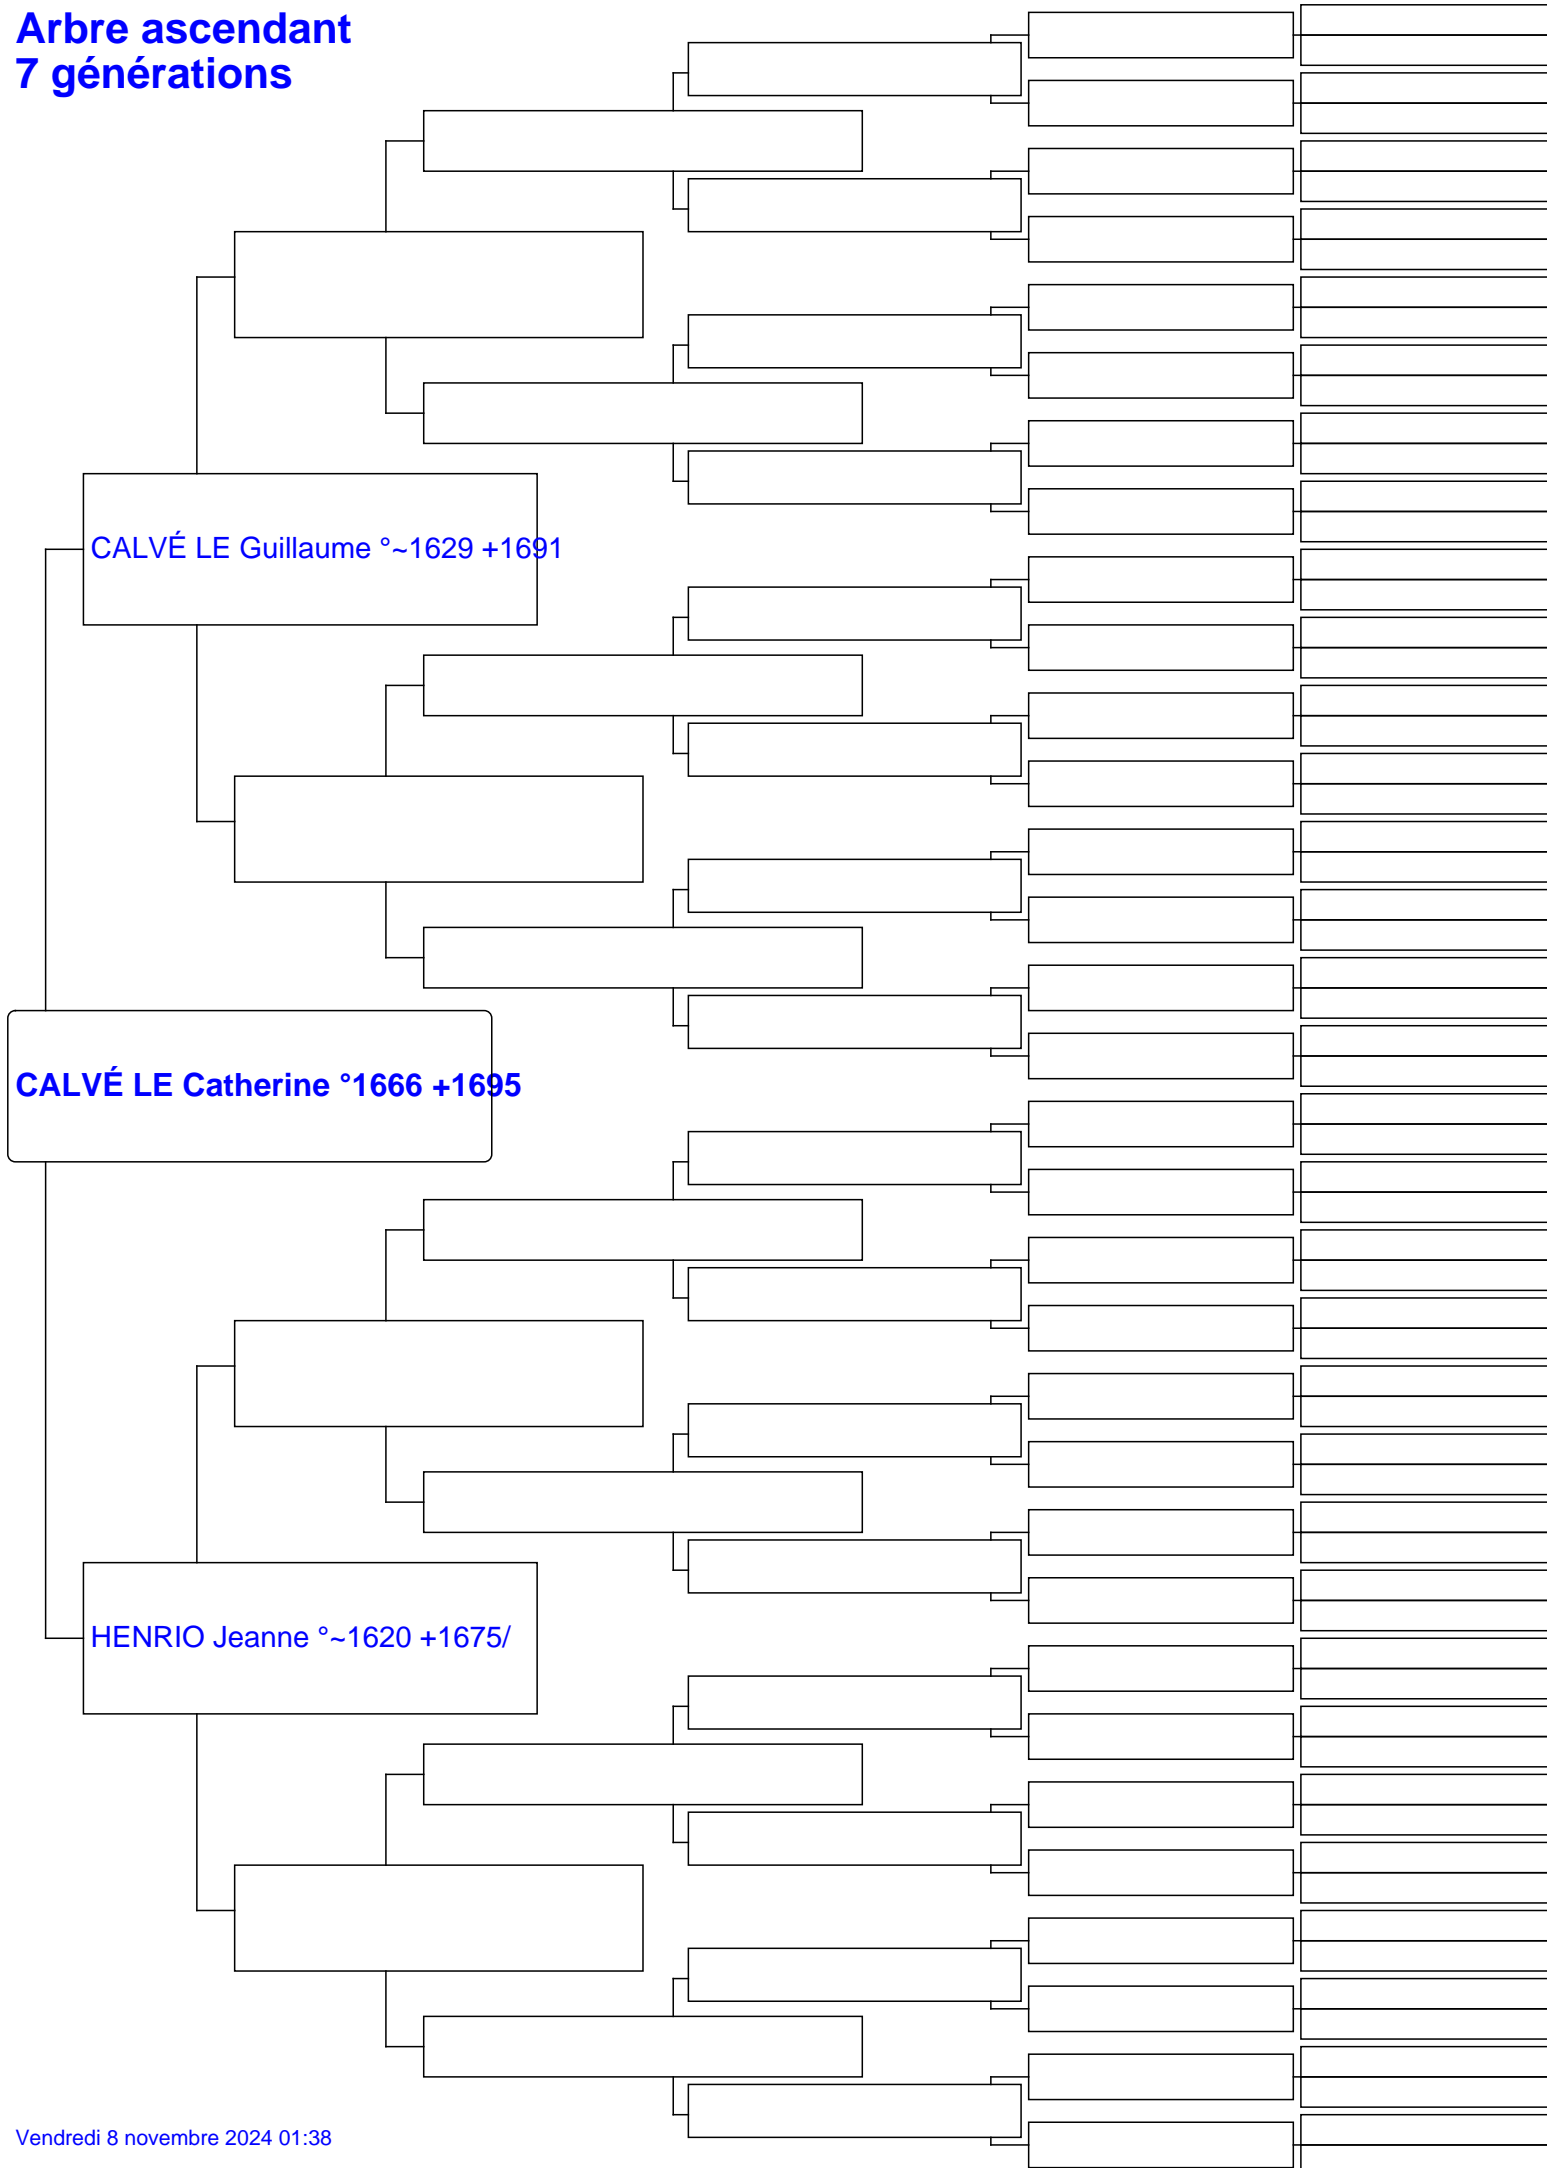 Arbre ascendant
7 générations
CALVÉ LE Guillaume °~1629 +1691
CALVÉ LE Catherine °1666 +1695
HENRIO Jeanne °~1620 +1675/
Vendredi 8 novembre 2024 01:38